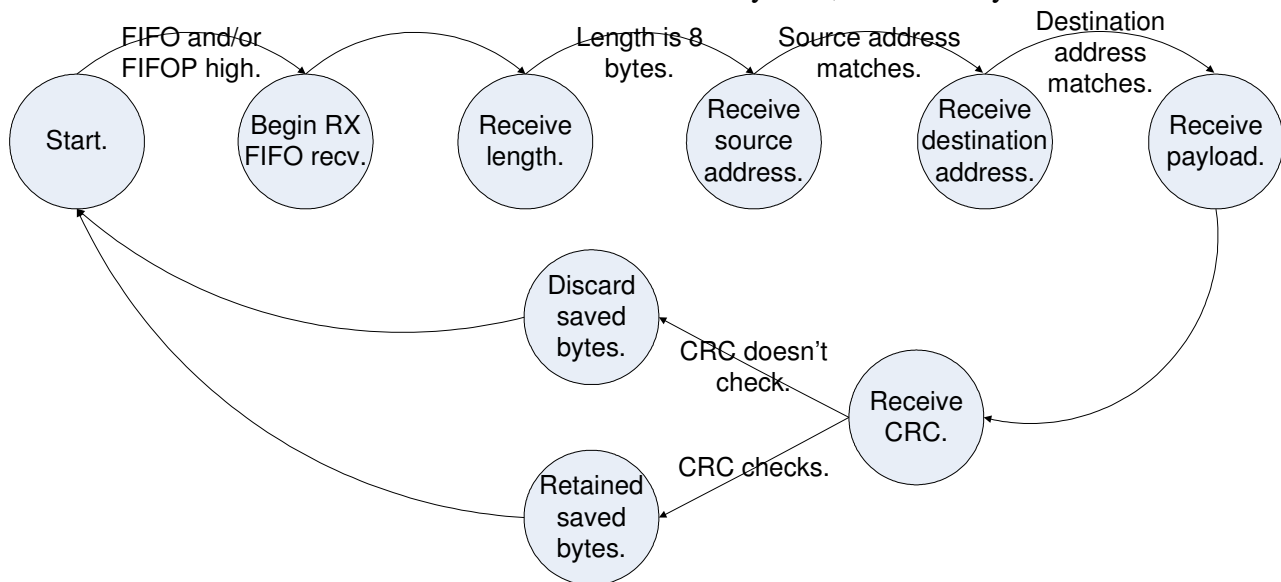 FIFO and/or
FIFOP high.
Length is 8
bytes.
Source address
matches.
Destination
address
matches.
Start.
Begin RX
FIFO recv.
Receive
length.
Receive
source
address.
Receive
destination
address.
Receive
payload.
Discard
saved
bytes.
CRC doesn't
check.
Receive
CRC.
CRC checks.
Retained
saved
bytes.